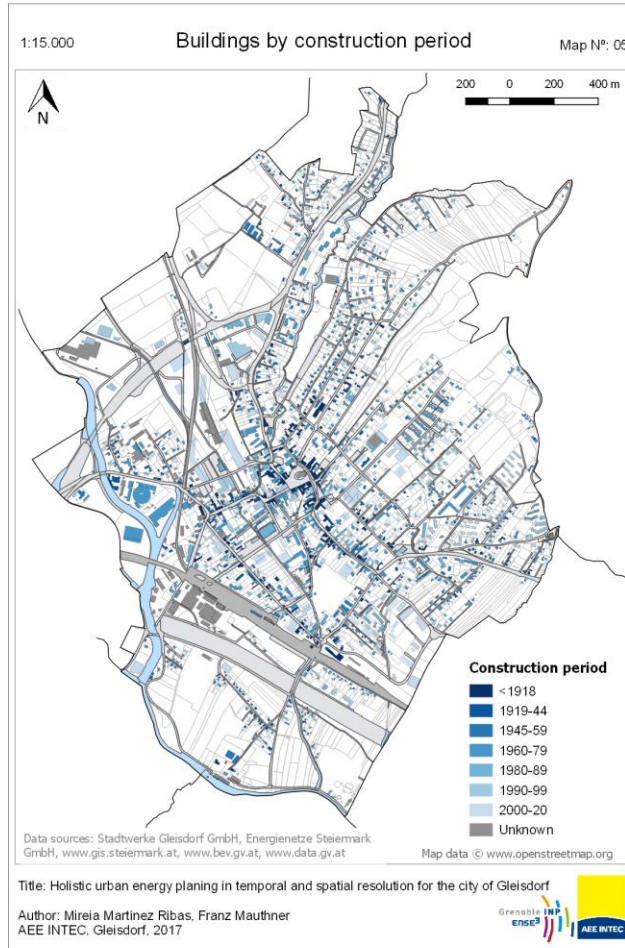 1:15.000
Buildings by construction period
Map N°: 05
N
200 0 200 400 m
Construction period
<1918
1919-44
1945-59
1960-79
1980-89
1990-99
2000-20
Unknown
Data sources: Stadtwerke Gleisdorf GmbH, Energienetze Steiermark
GmbH, www.gis.steiermark.at, www.bev.gv.at, www.data.gv.at
Map data © www.openstreetmap.org
Title: Holistic urban energy planing in temporal and spatial resolution for the city of Gleisdorf
Author: Mireia Martinez Ribas, Franz Mauthner
AEE INTEC, Gleisdorf, 2017
Grenoble INP
ENSE³
AEE INTEC